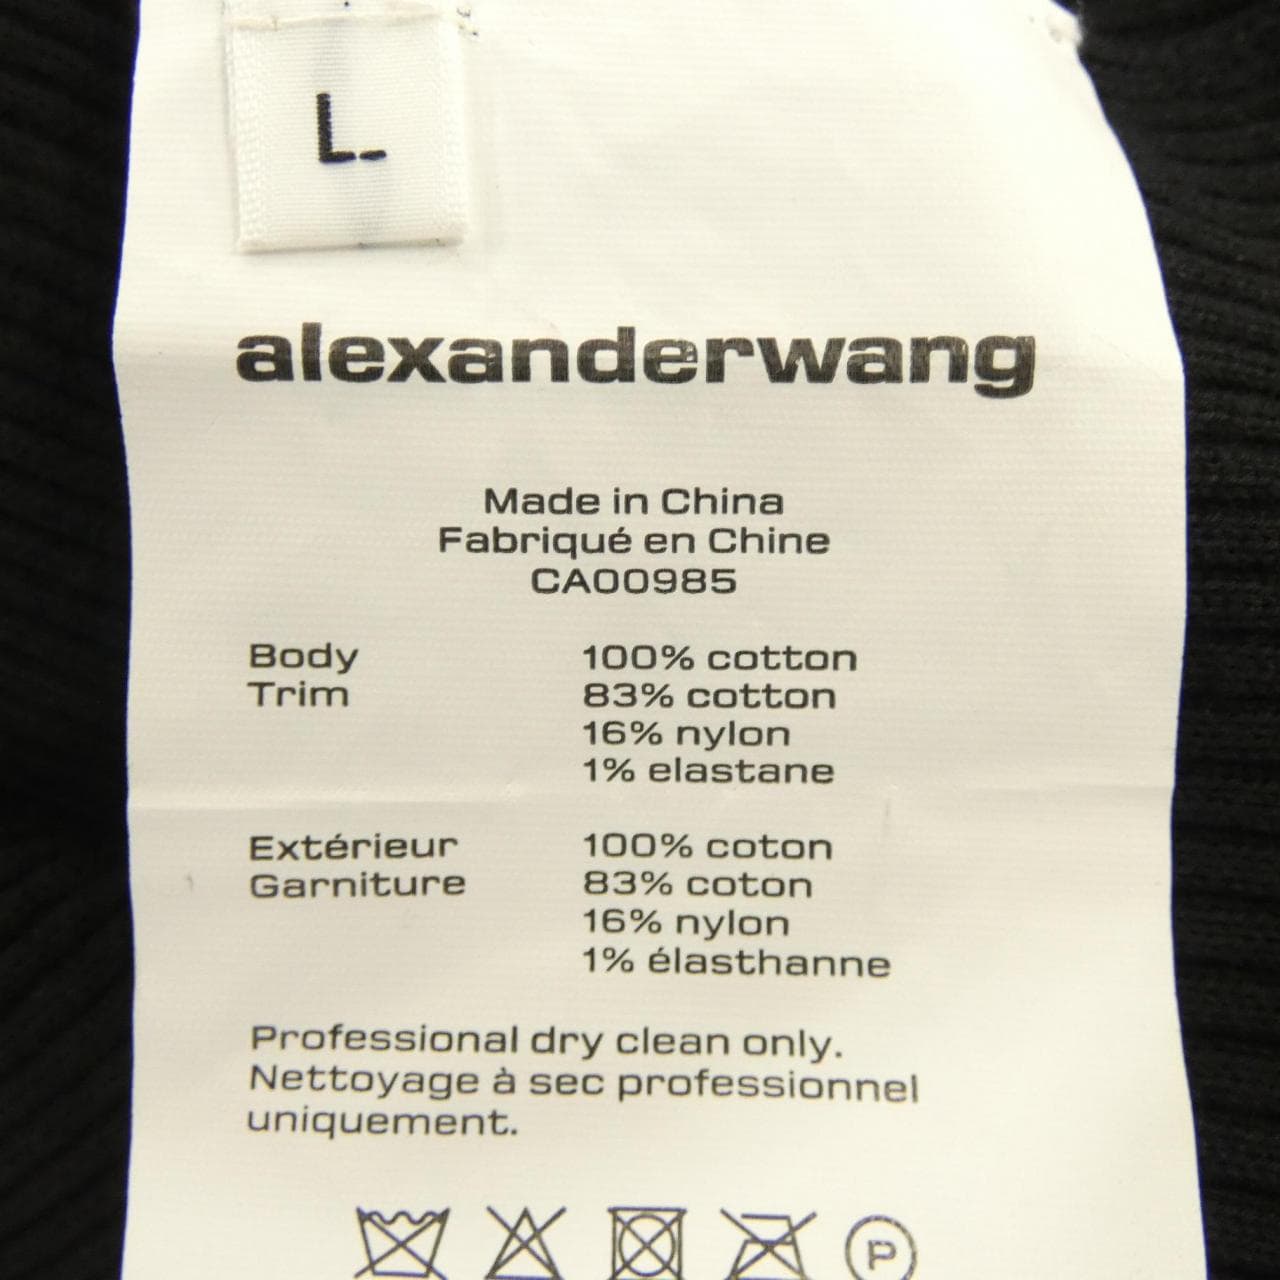 L
alexanderwang
Made in China
Fabriqué en Chine
CA00985
Body 100% cotton
Trim 83% cotton
16% nylon
1% elastane
Extérieur 100% coton
Garniture 83% coton
16% nylon
1% élasthanne
Professional dry clean only.
Nettoyage à sec professionnel
uniquement.
P